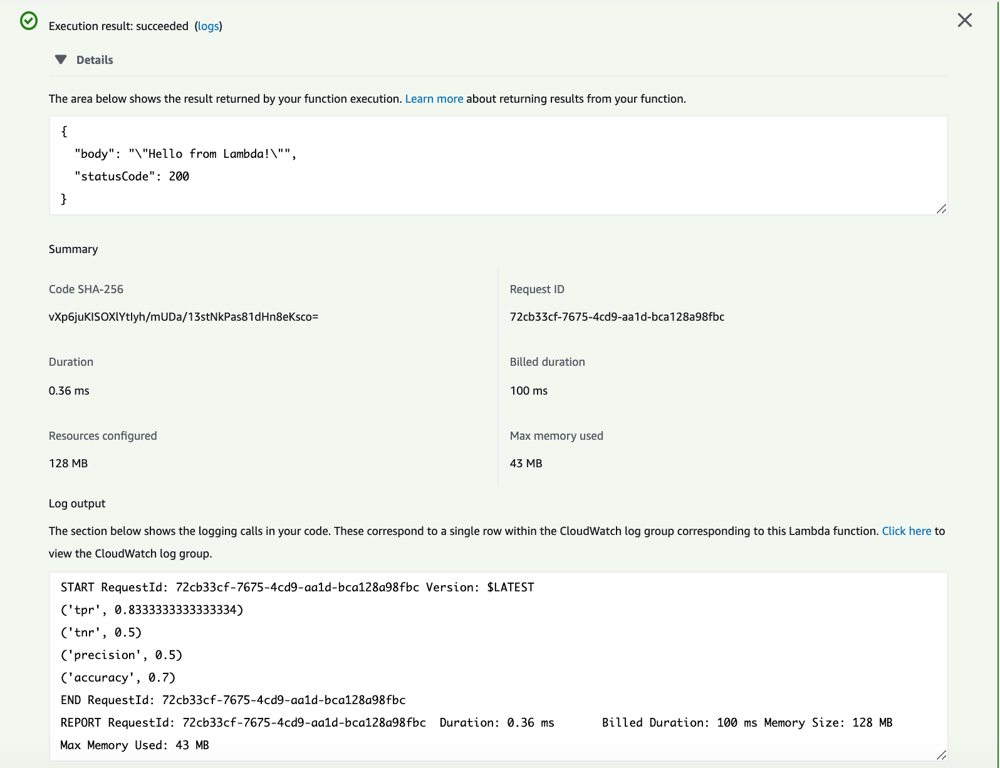 Execution result: succeeded (logs)
Details
The area below shows the result returned by your function execution. Learn more about returning results from your function.
{
  "body": "\"Hello from Lambda!\"",
  "statusCode": 200
}
Summary
Code SHA-256
Request ID
vXp6juKISOXlYtIyh/mUDa/13stNkPas81dHn8eKsco=
72cb33cf-7675-4cd9-aa1d-bca128a98fbc
Duration
Billed duration
0.36 ms
100 ms
Resources configured
Max memory used
128 MB
43 MB
Log output
The section below shows the logging calls in your code. These correspond to a single row within the CloudWatch log group corresponding to this Lambda function. Click here to
view the CloudWatch log group.
START RequestId: 72cb33cf-7675-4cd9-aa1d-bca128a98fbc Version: $LATEST
('tpr', 0.8333333333333334)
('tnr', 0.5)
('precision', 0.5)
('accuracy', 0.7)
END RequestId: 72cb33cf-7675-4cd9-aa1d-bca128a98fbc
REPORT RequestId: 72cb33cf-7675-4cd9-aa1d-bca128a98fbc  Duration: 0.36 ms       Billed Duration: 100 ms Memory Size: 128 MB
Max Memory Used: 43 MB